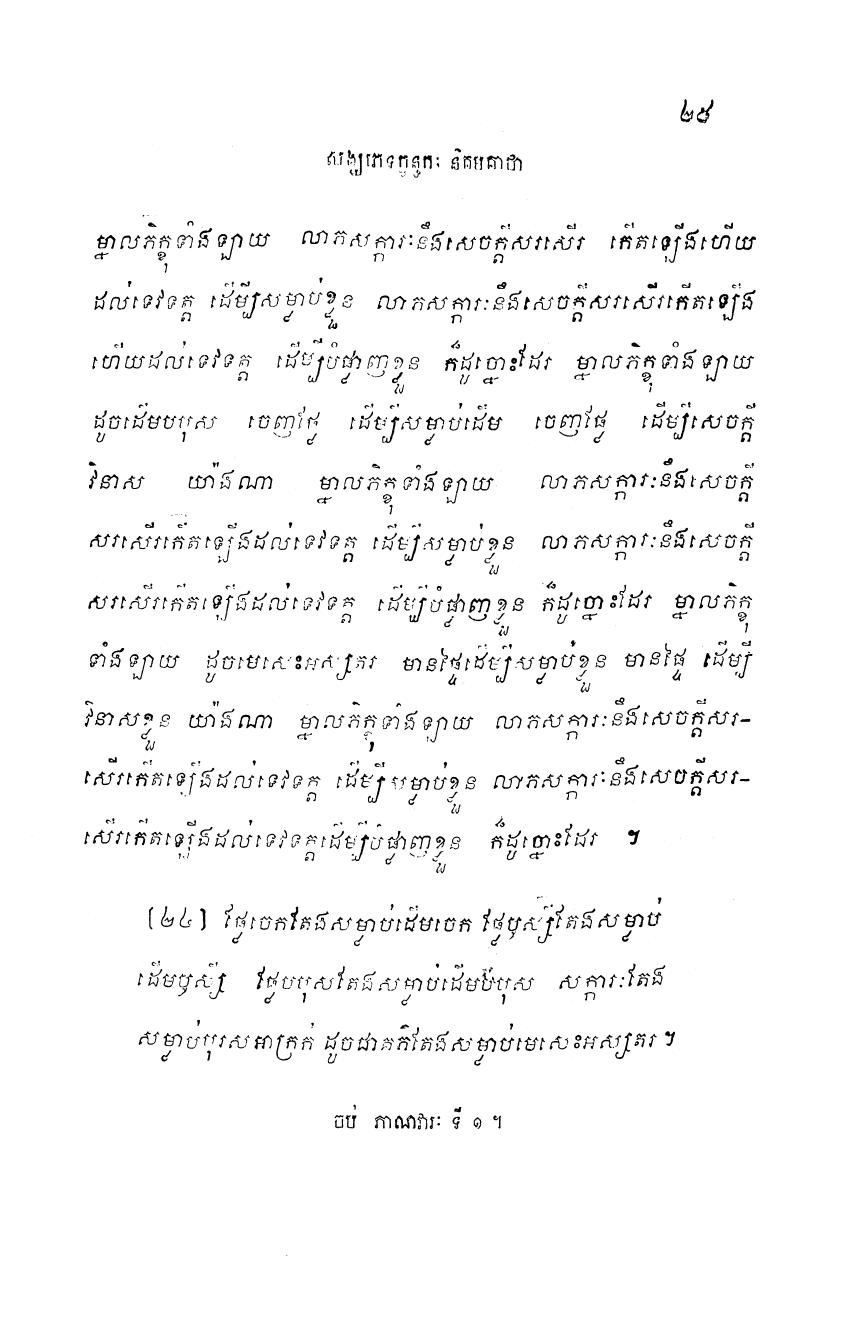 ២៥
សង្ឃភេទក្ខន្ធកៈ និគមគាថា
ម្នាលភិក្ខុទាំងឡាយ លាភសក្ការៈនឹងសេចក្តីសរសើរ កើតឡើងហើយ
ដល់ទេវទត្ត ដើម្បីសម្លាប់ខ្លួន លាភសក្ការៈនឹងសេចក្តីសរសើរកើតឡើង
ហើយដល់ទេវទត្ត ដើម្បីបំផ្លាញខ្លួន ក៏ដូច្នោះដែរ ម្នាលភិក្ខុទាំងឡាយ
ដូចដើមបបុស ចេញផ្លែ ដើម្បីសម្លាប់ដើម ចេញផ្លែ ដើម្បីសេចក្តី
វិនាស យ៉ាងណា ម្នាលភិក្ខុទាំងឡាយ លាភសក្ការៈនឹងសេចក្តី
សរសើរកើតឡើងដល់ទេវទត្ត ដើម្បីសម្លាប់ខ្លួន លាភសក្ការៈនឹងសេចក្តី
សរសើរកើតឡើងដល់ទេវទត្ត ដើម្បីបំផ្លាញខ្លួន ក៏ដូច្នោះដែរ ម្នាលភិក្ខុ
ទាំងឡាយ ដូចមេសេះអស្សតរ មានផ្ទៃដើម្បីសម្លាប់ខ្លួន មានផ្ទៃ ដើម្បី
វិនាសខ្លួន យ៉ាងណា ម្នាលភិក្ខុទាំងឡាយ លាភសក្ការៈនឹងសេចក្តីសរ-
សើរកើតឡើងដល់ទេវទត្ត ដើម្បីសម្លាប់ខ្លួន លាភសក្ការៈនឹងសេចក្តីសរ-
សើរកើតឡើងដល់ទេវទត្តដើម្បីបំផ្លាញខ្លួន ក៏ដូច្នោះដែរ ។
[២៤] ផ្លែចេកតែងសម្លាប់ដើមចេក ផ្លែឫស្សីតែងសម្លាប់
ដើមឫស្សី ផ្លែបបុសតែងសម្លាប់ដើមបបុស សក្ការៈតែង
សម្លាប់បុរសអាក្រក់ ដូចជាគភ៌តែងសម្លាប់មេសេះអស្សតរ ។
ចប់ ភាណវារៈ ទី ១ ។